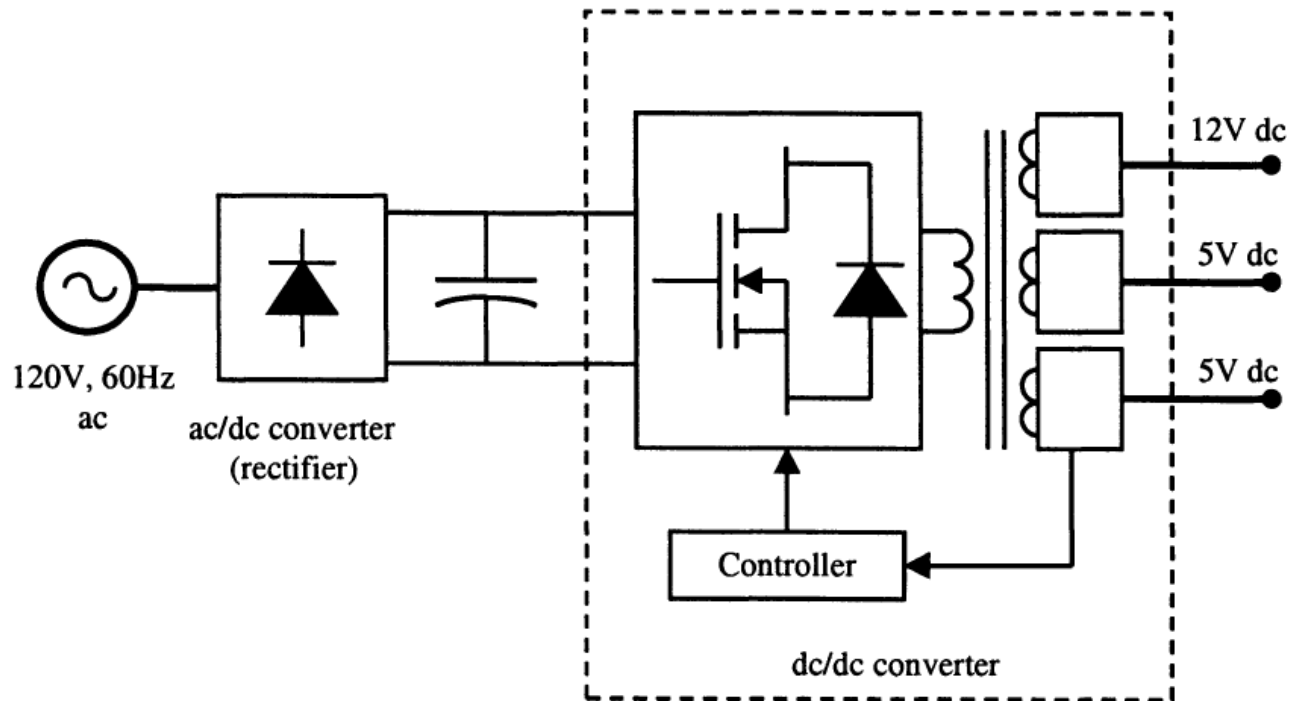 120V, 60Hz
ac
ac/dc converter
(rectifier)
Controller
dc/dc converter
12V dc
5V dc
5V dc